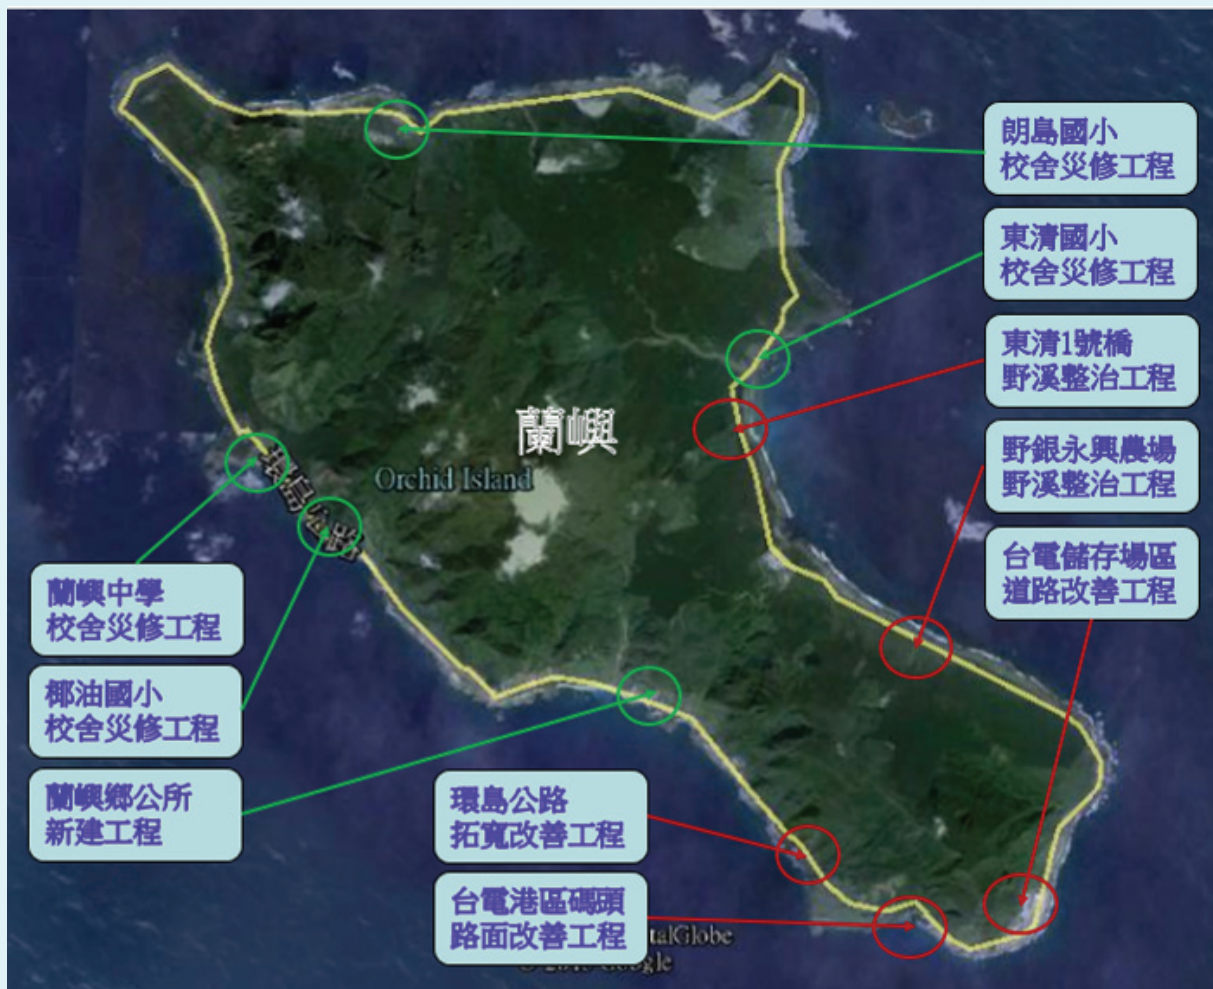 朗島國小
校舍災修工程
東清國小
校舍災修工程
東清1號橋
野溪整治工程
野銀永興農場
野溪整治工程
台電儲存場區
道路改善工程
蘭嶼
Orchid Island
環島公路
蘭嶼中學
校舍災修工程
椰油國小
校舍災修工程
蘭嶼鄉公所
新建工程
環島公路
拓寬改善工程
台電港區碼頭
路面改善工程
talGlobe